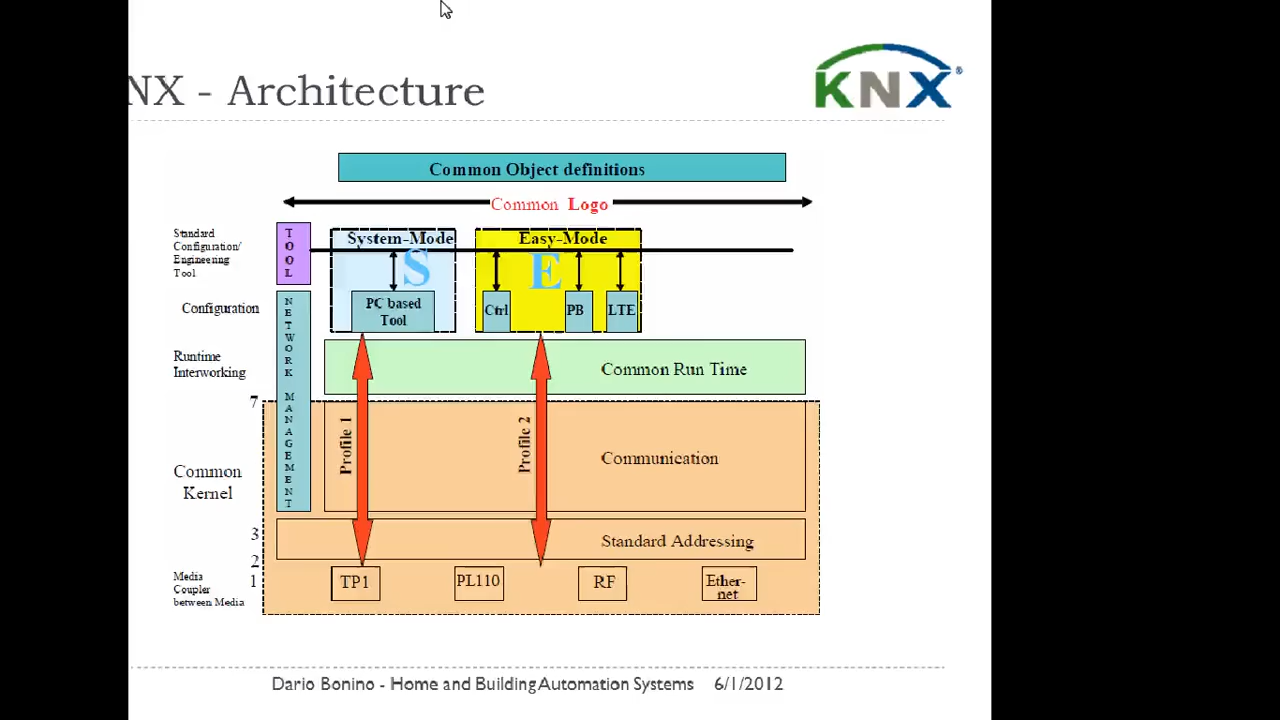 NX - Architecture
KNX®
Common Object definitions
Common Logo
Standard
Configuration/
Engineering
Tool
TOOL
System-Mode
S
Easy-Mode
E
Configuration
PC based
Tool
Ctrl
PB
LTE
NETWORK MANAGEMENT
Runtime
Interworking
Common Run Time
7
Profile 1
Profile 2
Communication
Common
Kernel
3
Standard Addressing
2
1
Media
Coupler
between Media
TP1
PL110
RF
Ether-
net
Dario Bonino - Home and Building Automation Systems 6/1/2012